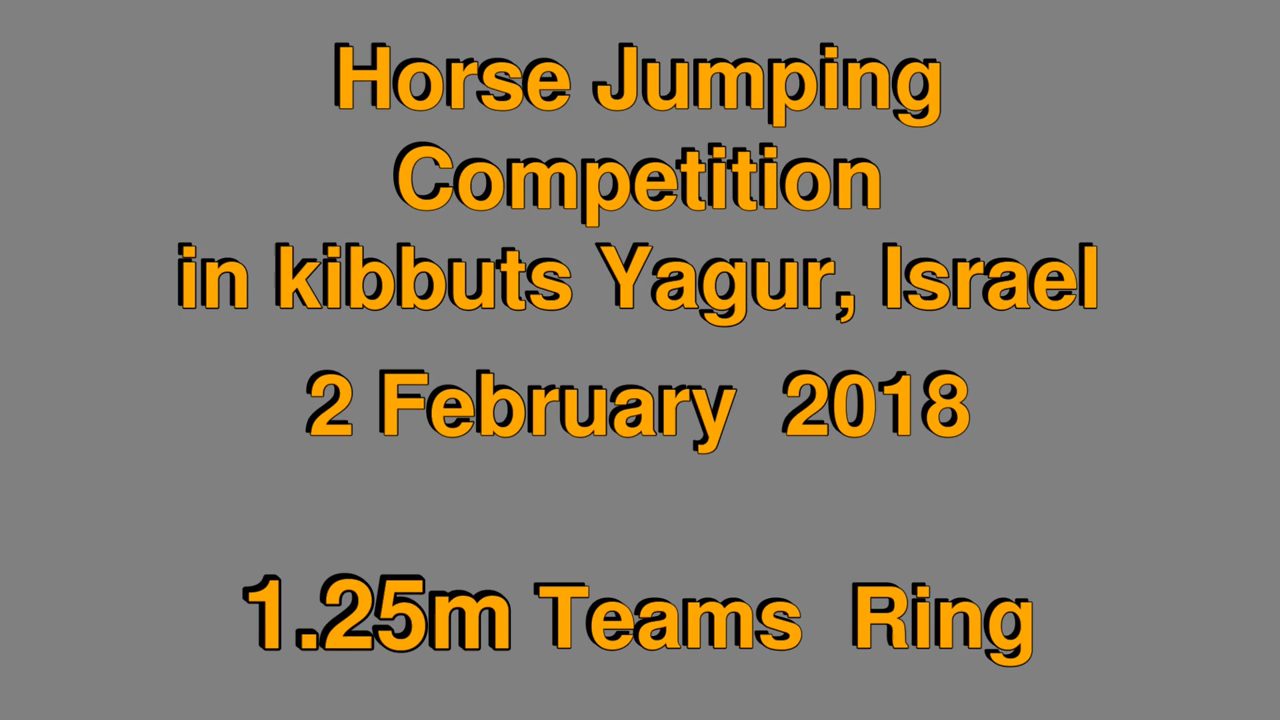 Horse Jumping
Competition
in kibbuts Yagur, Israel
2 February 2018
1.25m Teams Ring